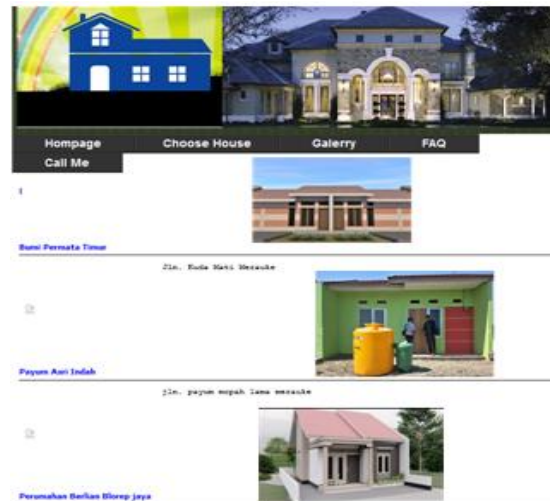 Hompage Choose House Galerry FAQ
Call Me
Bumi Permata Timur
Jln. Kuda Mati Merauke
Payum Asri Indah
jln. payum mopah lama merauke
Perumahan Berlian Blorep jaya